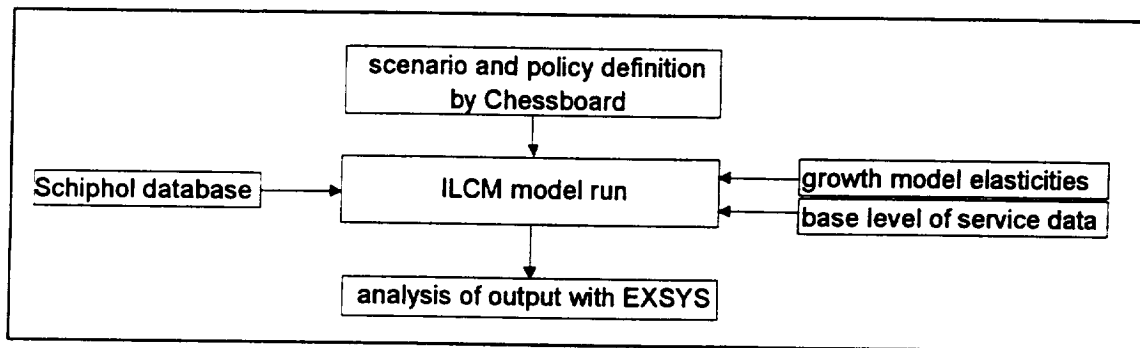 scenario and policy definition
by Chessboard
Schiphol database
ILCM model run
growth model elasticities
base level of service data
analysis of output with EXSYS